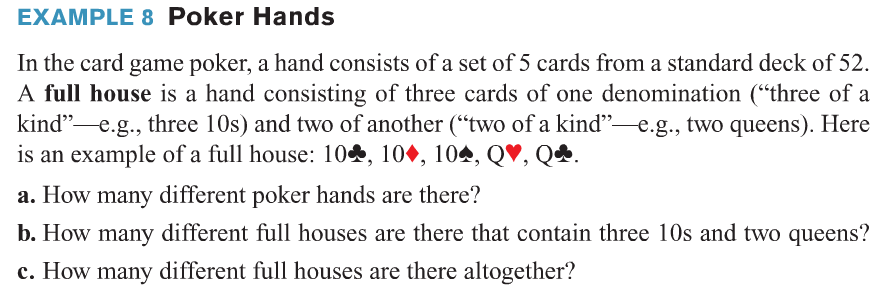 EXAMPLE 8 Poker Hands
In the card game poker, a hand consists of a set of 5 cards from a standard deck of 52.
A full house is a hand consisting of three cards of one denomination (“three of a
kind”—e.g., three 10s) and two of another (“two of a kind”—e.g., two queens). Here
is an example of a full house: 10♣, 10♦, 10♠, Q♥, Q♣.
a. How many different poker hands are there?
b. How many different full houses are there that contain three 10s and two queens?
c. How many different full houses are there altogether?